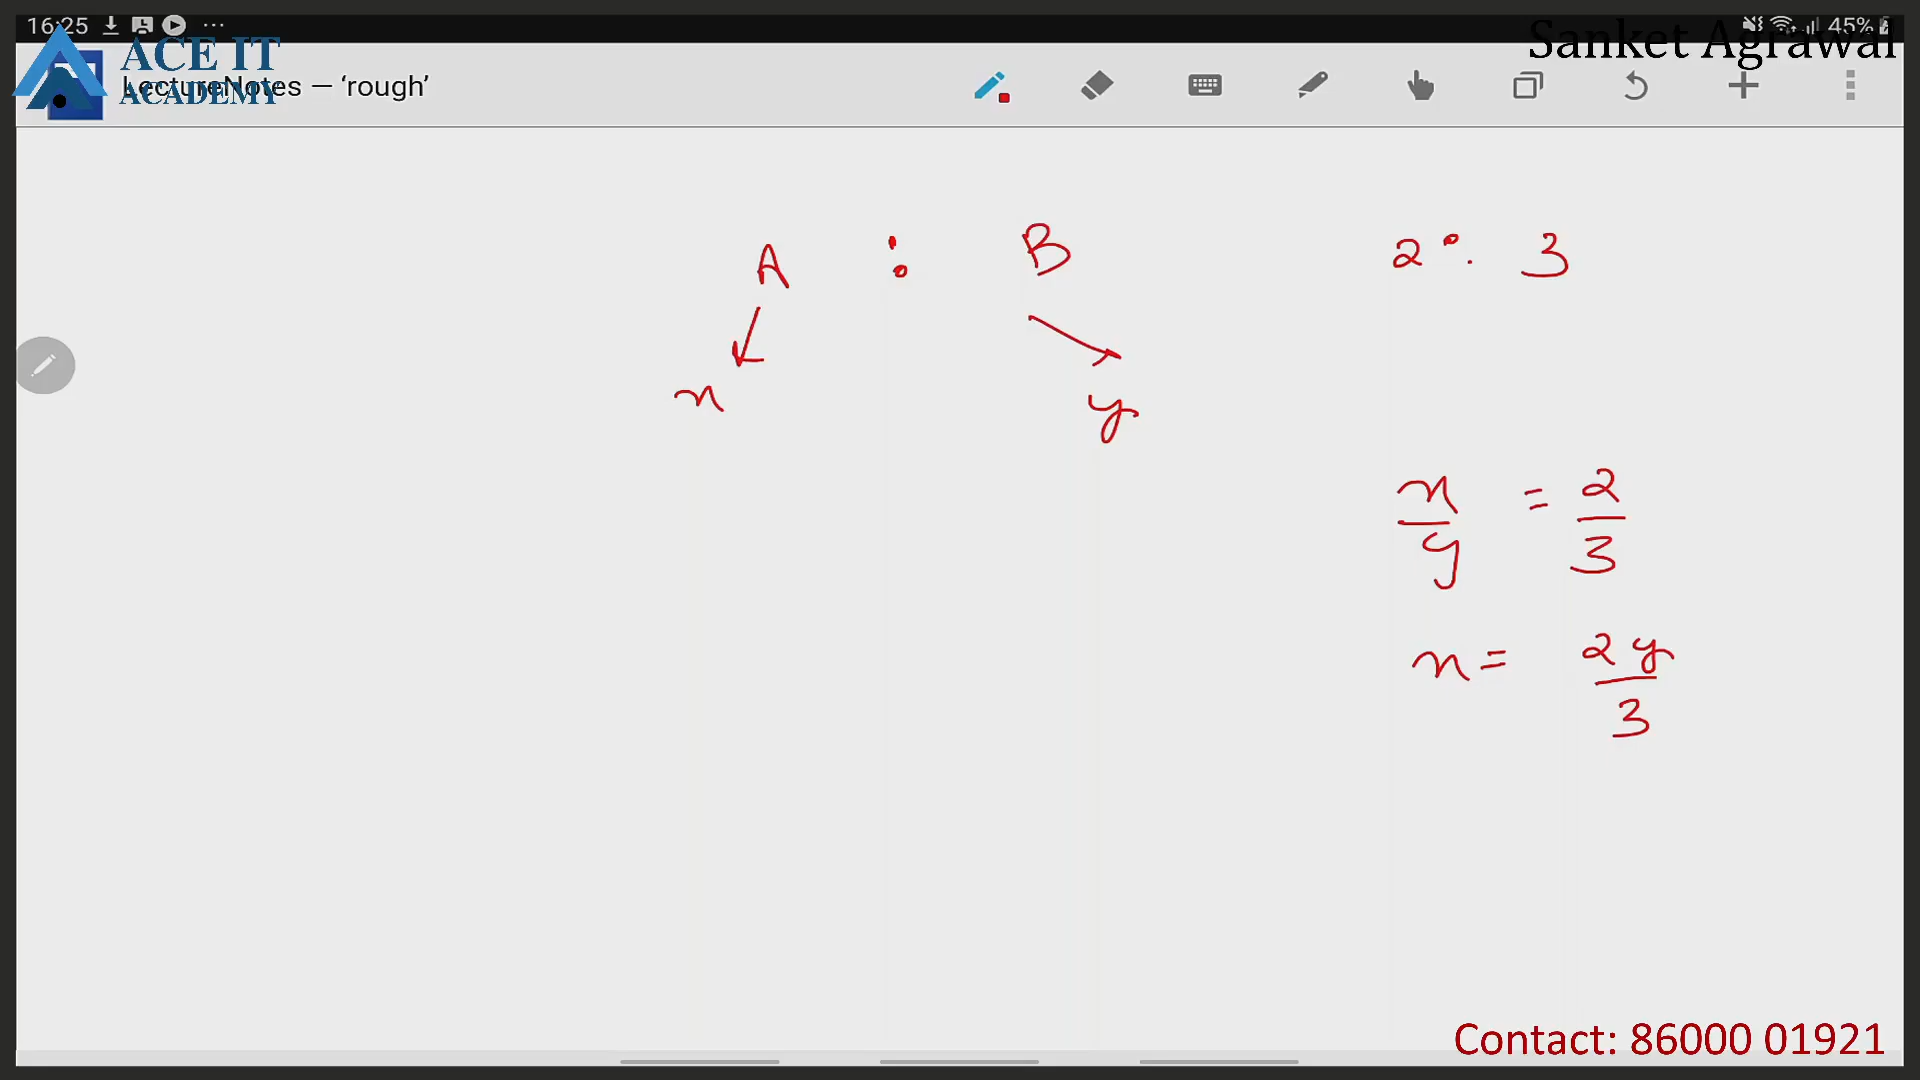 16:25 ... 45%
Sanket Agrawal
ACE IT
ACADEMY
LectureNotes — ‘rough’
A : B 2 : 3
x y
x/y = 2/3
x = 2y/3
Contact: 86000 01921